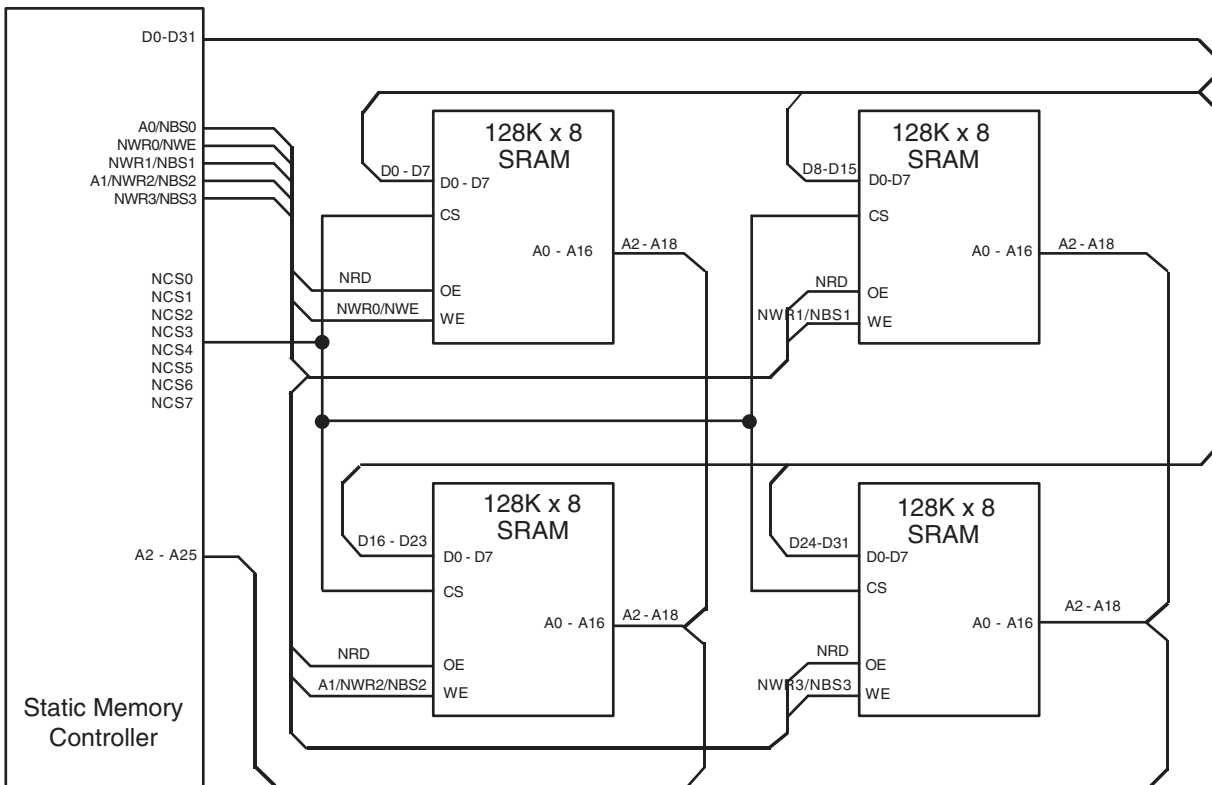 D0-D31
A0/NBS0
NWR0/NWE
NWR1/NBS1
A1/NWR2/NBS2
NWR3/NBS3
NCS0
NCS1
NCS2
NCS3
NCS4
NCS5
NCS6
NCS7
A2 - A25
Static Memory
Controller
128K x 8
SRAM
D0 - D7
D0 - D7
CS
A0 - A16
A2 - A18
NRD
OE
NWR0/NWE
WE
128K x 8
SRAM
D8-D15
D0-D7
CS
A0 - A16
A2 - A18
NRD
OE
NWR1/NBS1
WE
128K x 8
SRAM
D16 - D23
D0 - D7
CS
A0 - A16
A2 - A18
NRD
OE
A1/NWR2/NBS2
WE
128K x 8
SRAM
D24-D31
D0-D7
CS
A0 - A16
A2 - A18
NRD
OE
NWR3/NBS3
WE